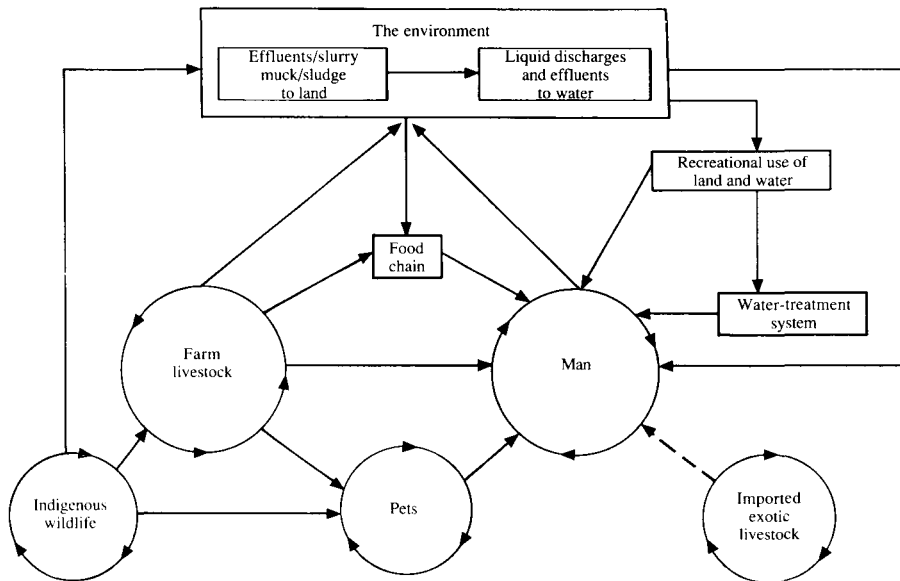 The environment
Effluents/slurry
muck/sludge
to land
Liquid discharges
and effluents
to water
Recreational use of
land and water
Food
chain
Water-treatment
system
Farm
livestock
Man
Indigenous
wildlife
Pets
Imported
exotic
livestock